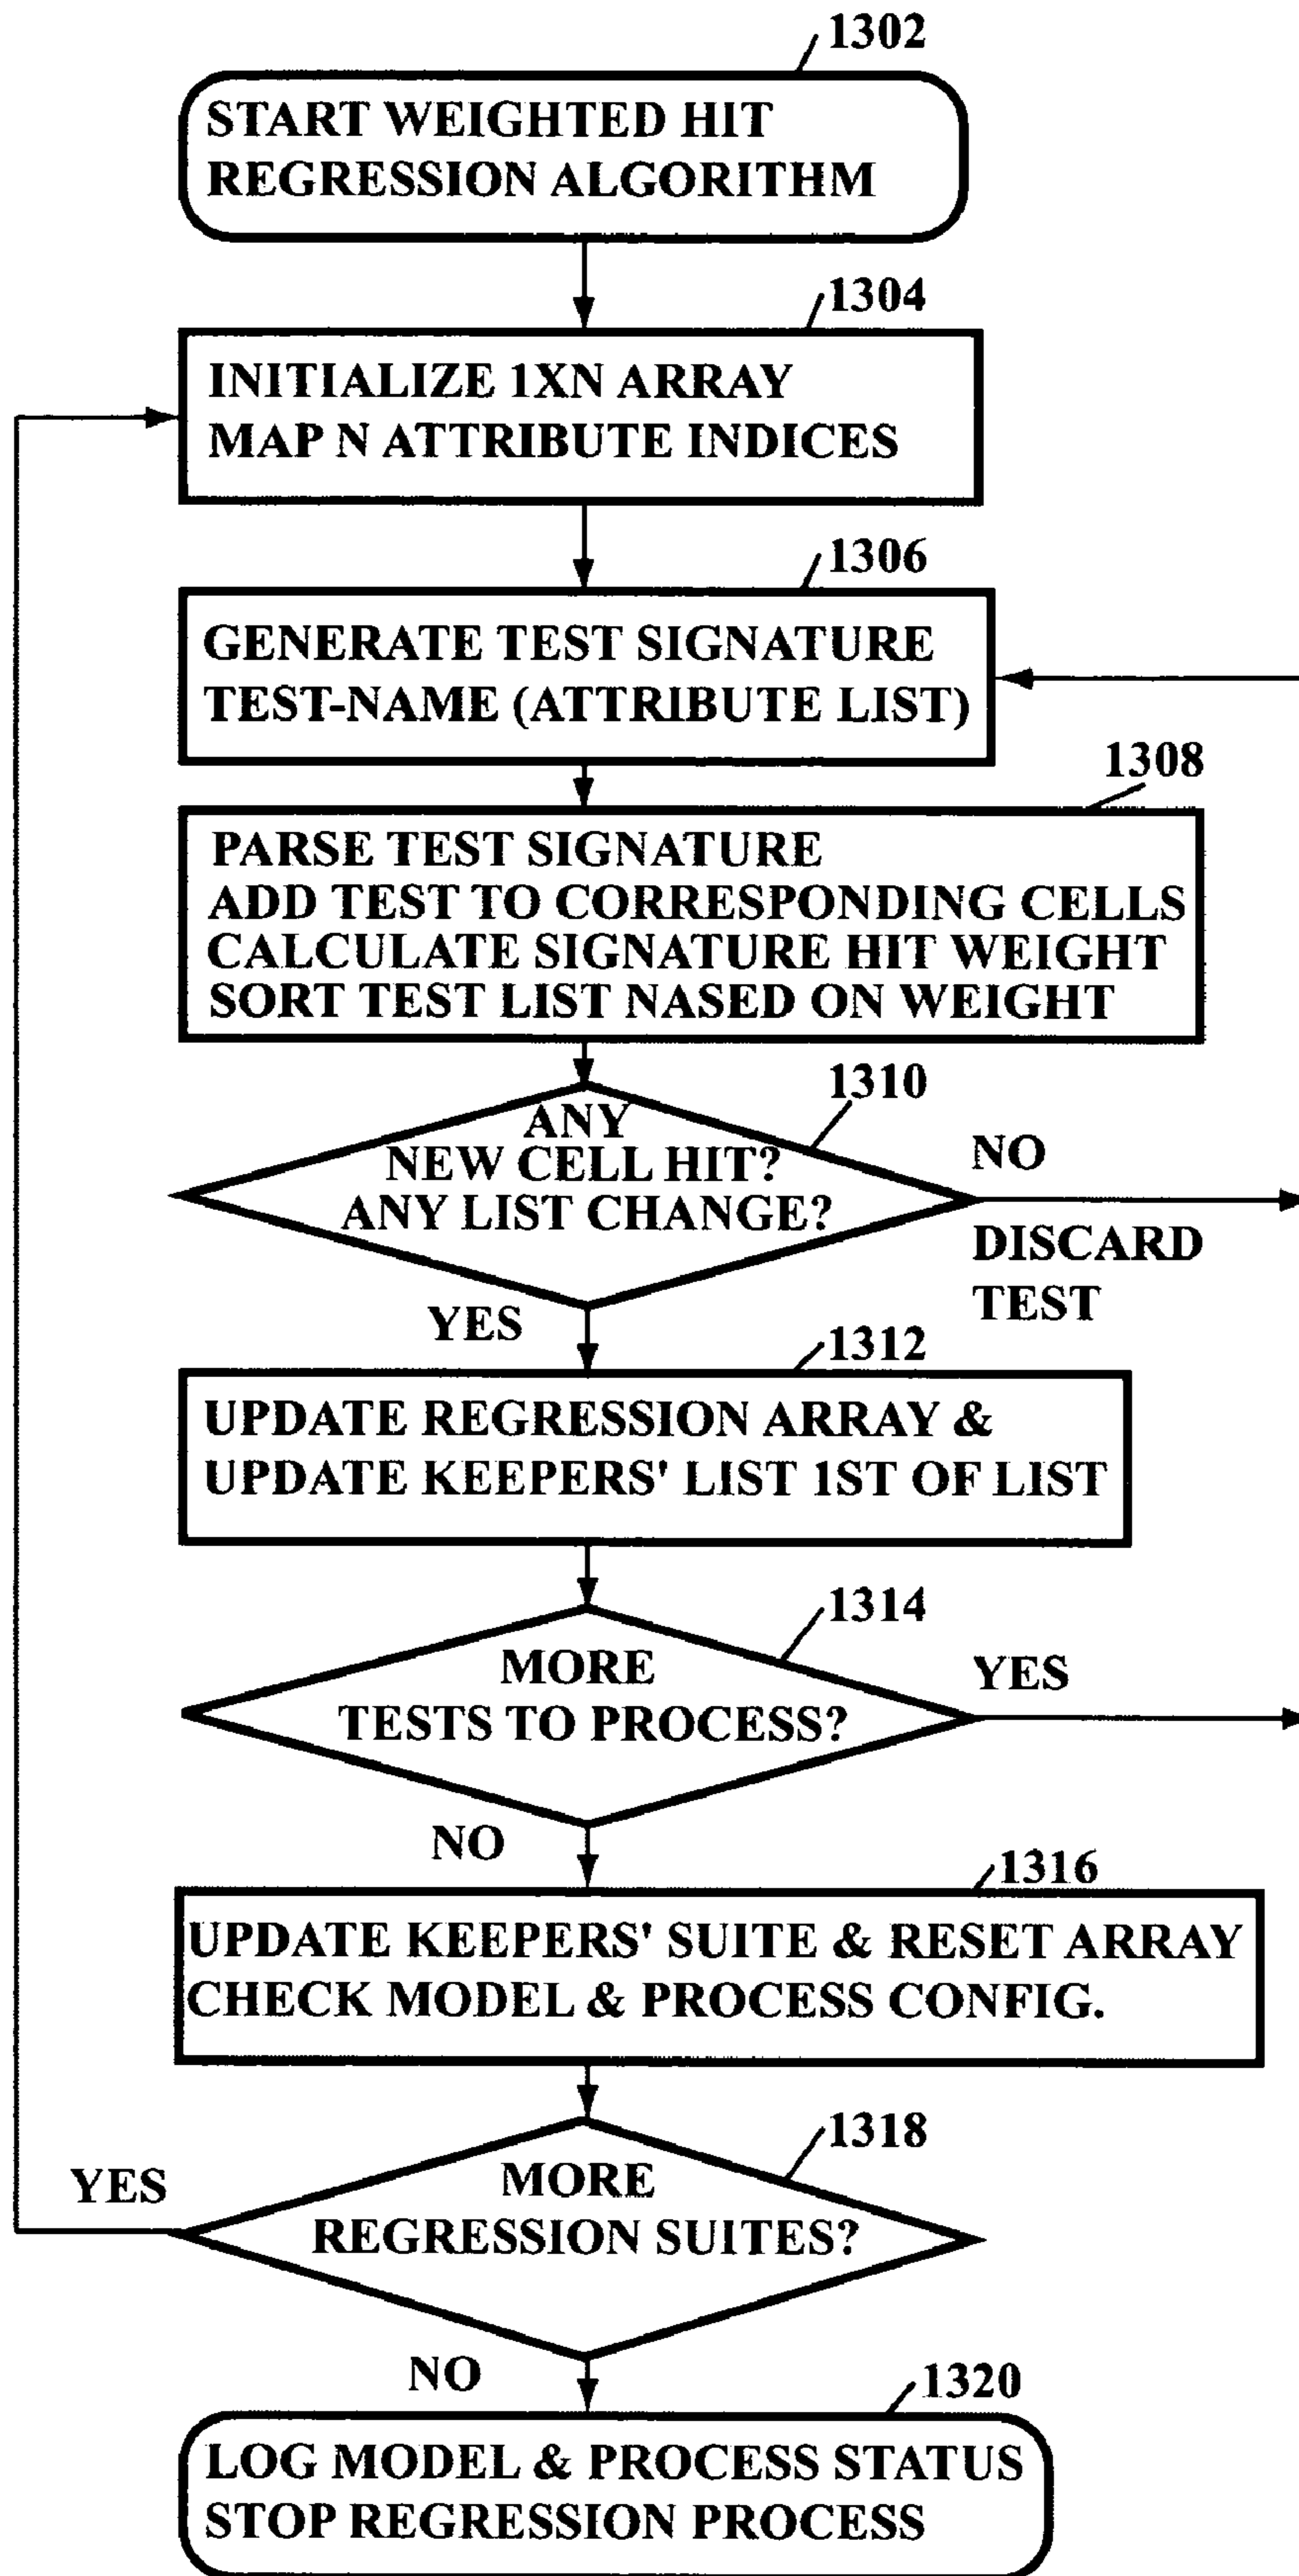 1302
START WEIGHTED HIT
REGRESSION ALGORITHM
1304
INITIALIZE 1XN ARRAY
MAP N ATTRIBUTE INDICES
1306
GENERATE TEST SIGNATURE
TEST-NAME (ATTRIBUTE LIST)
1308
PARSE TEST SIGNATURE
ADD TEST TO CORRESPONDING CELLS
CALCULATE SIGNATURE HIT WEIGHT
SORT TEST LIST NASED ON WEIGHT
1310
ANY
NEW CELL HIT?
ANY LIST CHANGE?
NO
DISCARD
TEST
YES
1312
UPDATE REGRESSION ARRAY &
UPDATE KEEPERS' LIST 1ST OF LIST
1314
MORE
TESTS TO PROCESS?
YES
NO
1316
UPDATE KEEPERS' SUITE & RESET ARRAY
CHECK MODEL & PROCESS CONFIG.
1318
MORE
REGRESSION SUITES?
YES
NO
1320
LOG MODEL & PROCESS STATUS
STOP REGRESSION PROCESS